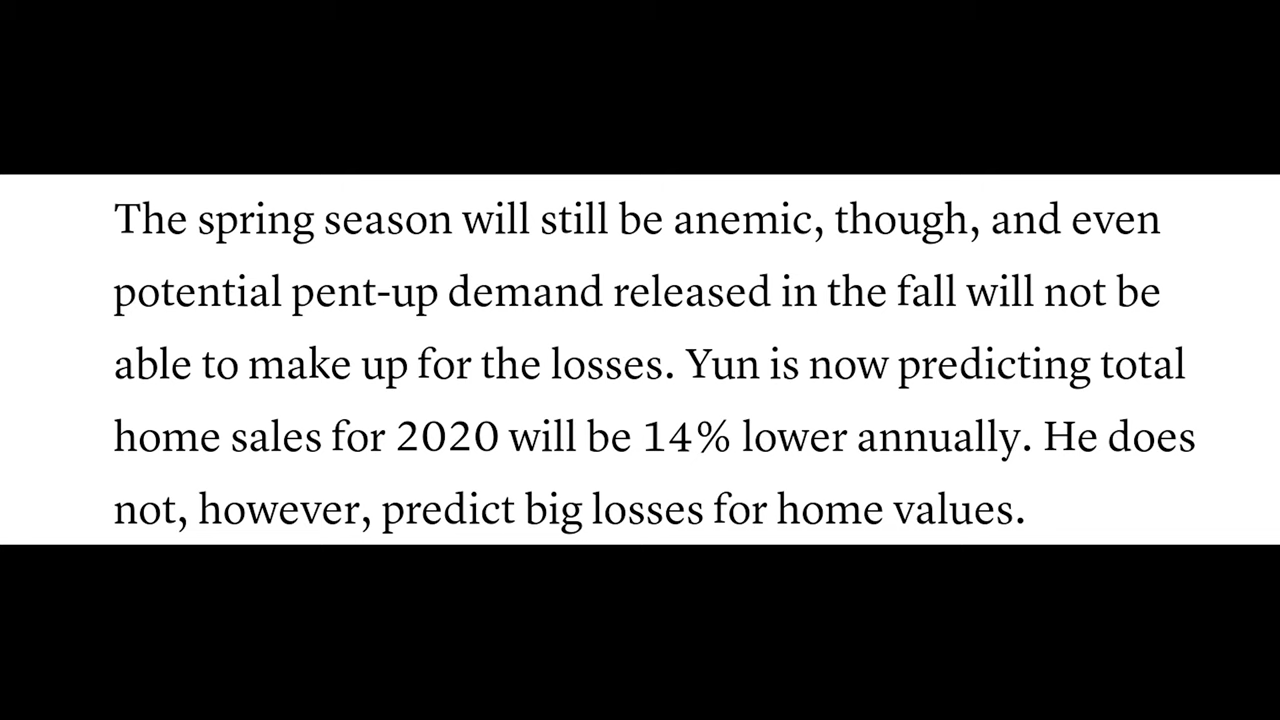 The spring season will still be anemic, though, and even
potential pent-up demand released in the fall will not be
able to make up for the losses. Yun is now predicting total
home sales for 2020 will be 14% lower annually. He does
not, however, predict big losses for home values.